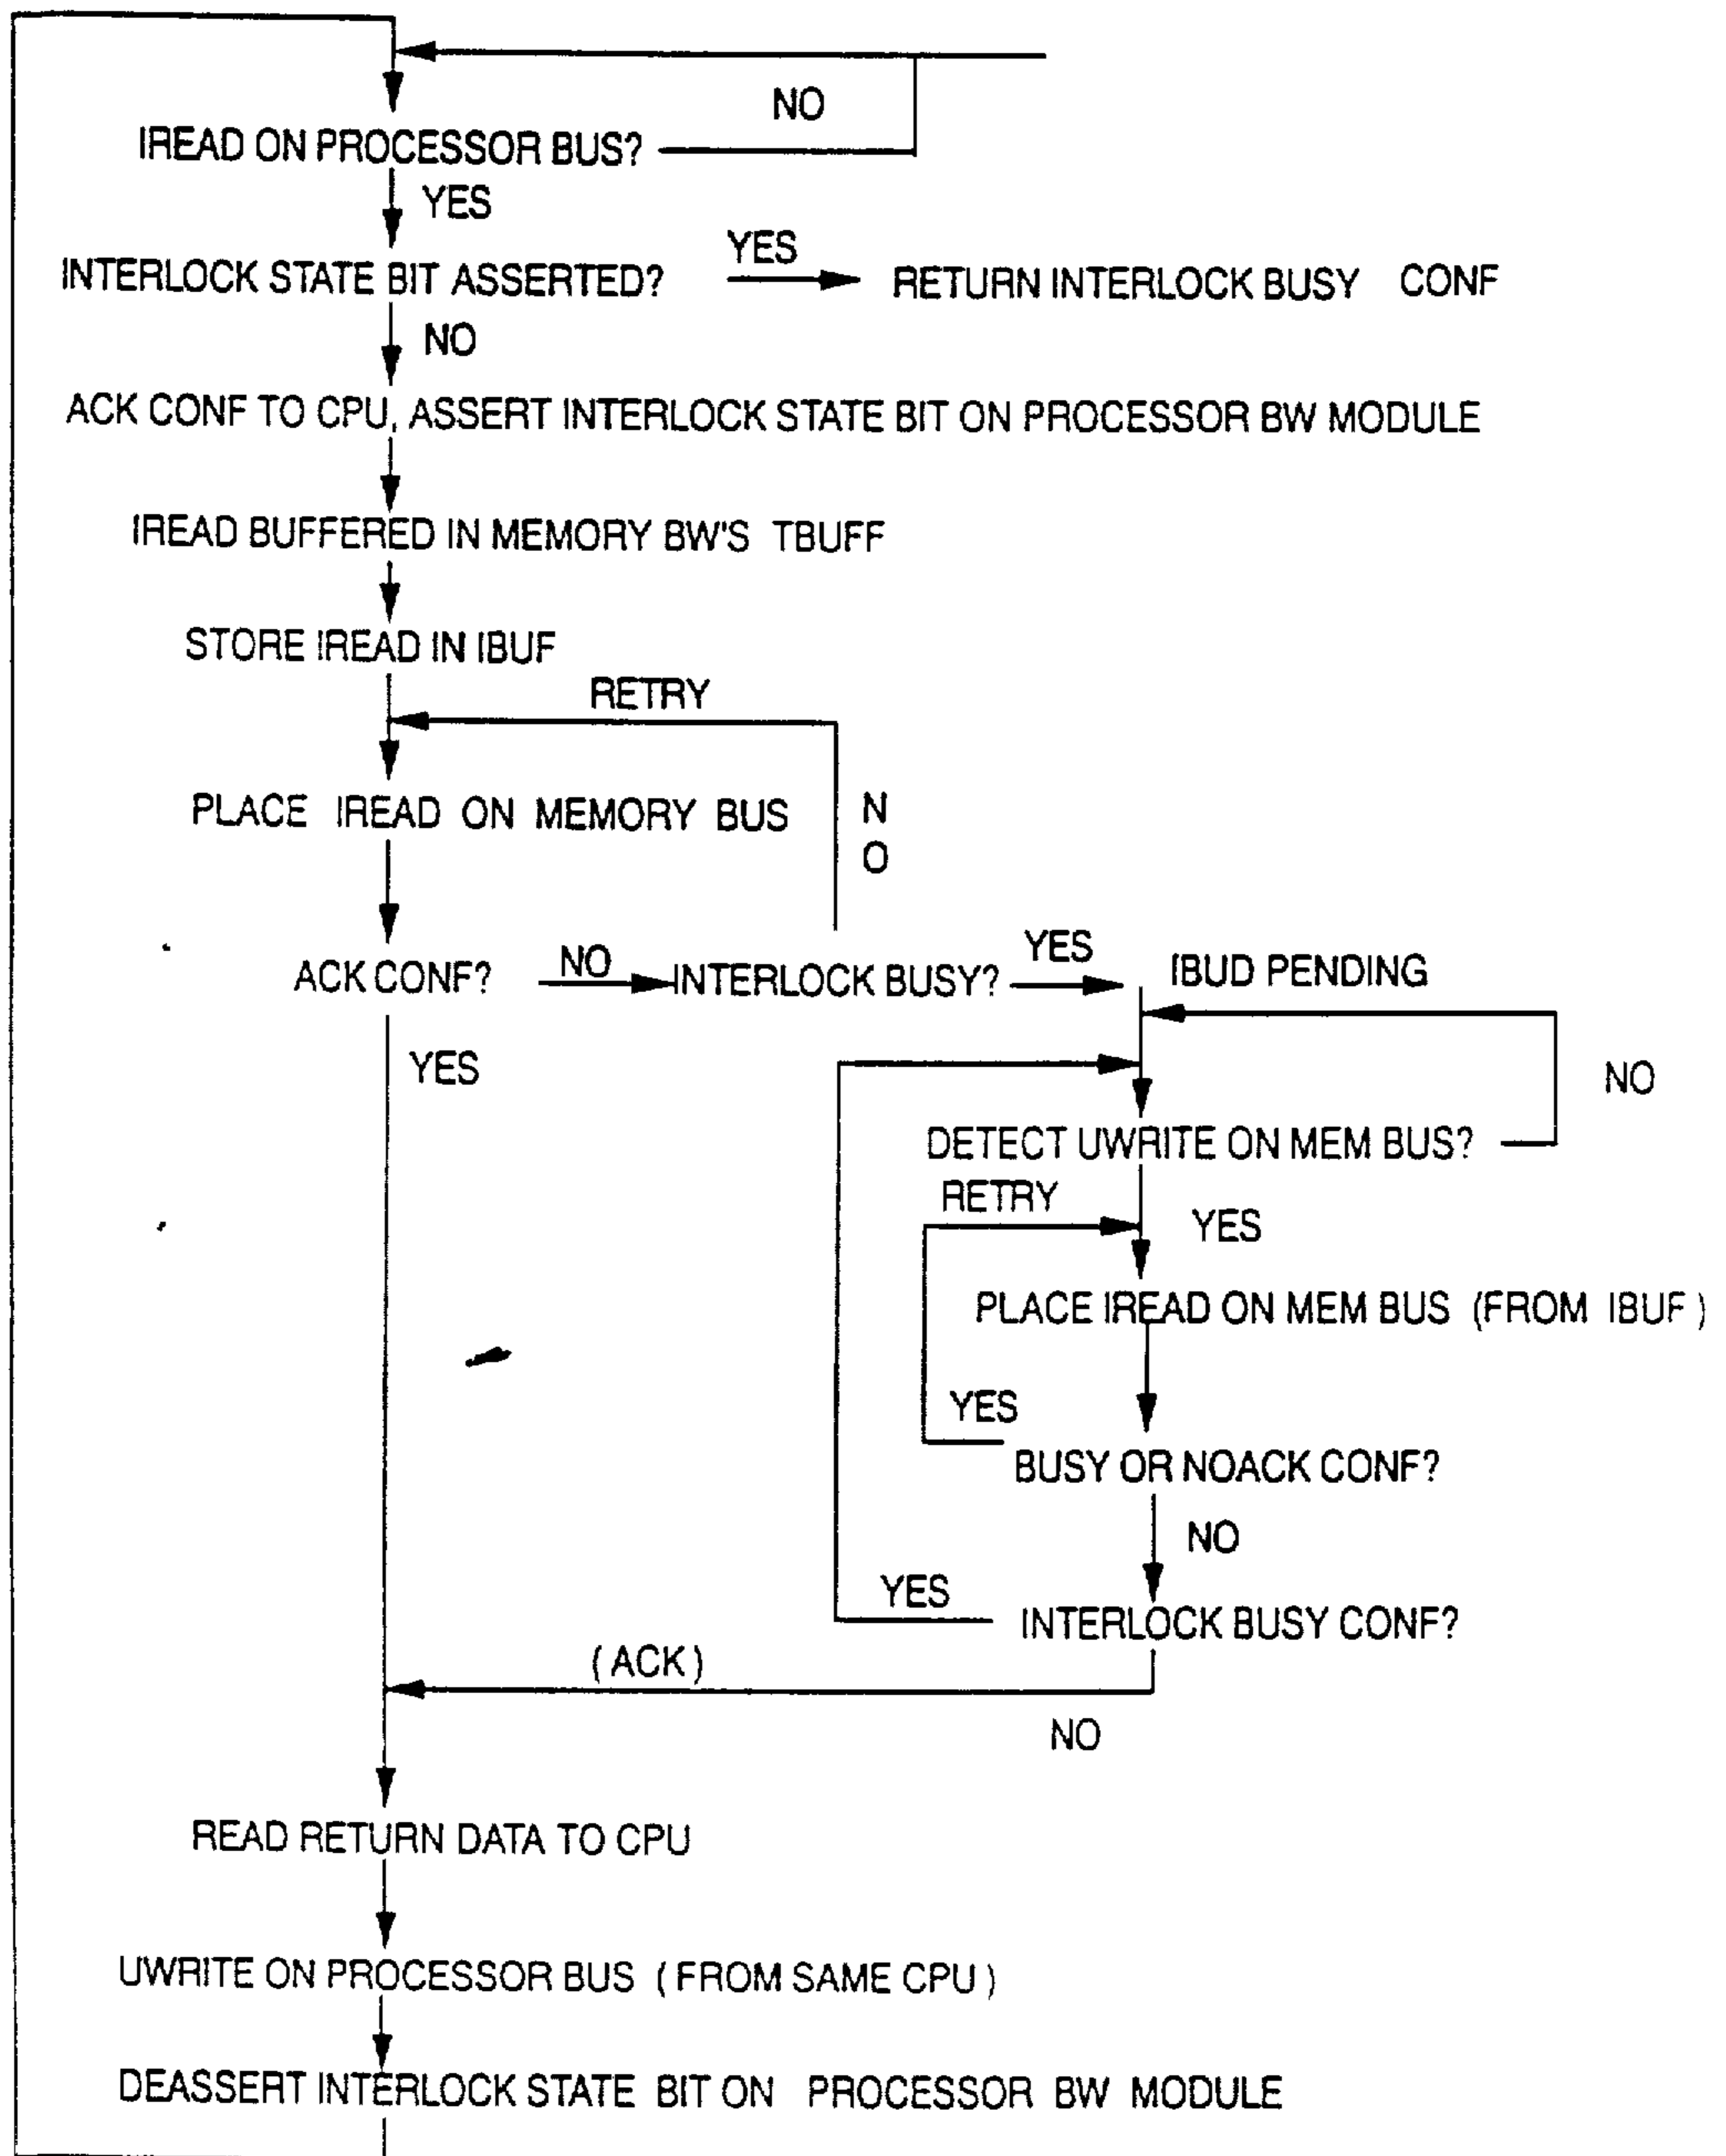 NO
IREAD ON PROCESSOR BUS?
YES
YES
INTERLOCK STATE BIT ASSERTED?
RETURN INTERLOCK BUSY CONF
NO
ACK CONF TO CPU, ASSERT INTERLOCK STATE BIT ON PROCESSOR BW MODULE
IREAD BUFFERED IN MEMORY BW'S TBUFF
STORE IREAD IN IBUF
RETRY
PLACE IREAD ON MEMORY BUS
NO
ACK CONF?
NO
INTERLOCK BUSY?
YES
IBUD PENDING
YES
NO
DETECT UWRITE ON MEM BUS?
RETRY
YES
PLACE IREAD ON MEM BUS (FROM IBUF)
YES
BUSY OR NOACK CONF?
NO
YES
INTERLOCK BUSY CONF?
(ACK)
NO
READ RETURN DATA TO CPU
UWRITE ON PROCESSOR BUS (FROM SAME CPU)
DEASSERT INTERLOCK STATE BIT ON PROCESSOR BW MODULE